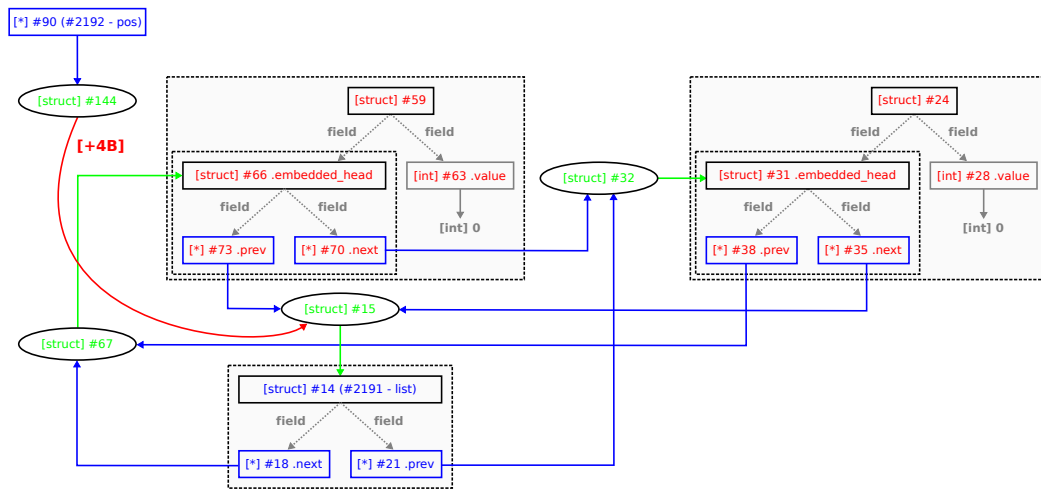 [*] #90 (#2192 - pos)
[struct] #144
[+4B]
[struct] #59
field
field
[struct] #66 .embedded_head
[int] #63 .value
field
field
[int] 0
[*] #73 .prev
[*] #70 .next
[struct] #32
[struct] #24
field
field
[struct] #31 .embedded_head
[int] #28 .value
field
field
[int] 0
[*] #38 .prev
[*] #35 .next
[struct] #15
[struct] #67
[struct] #14 (#2191 - list)
field
field
[*] #18 .next
[*] #21 .prev